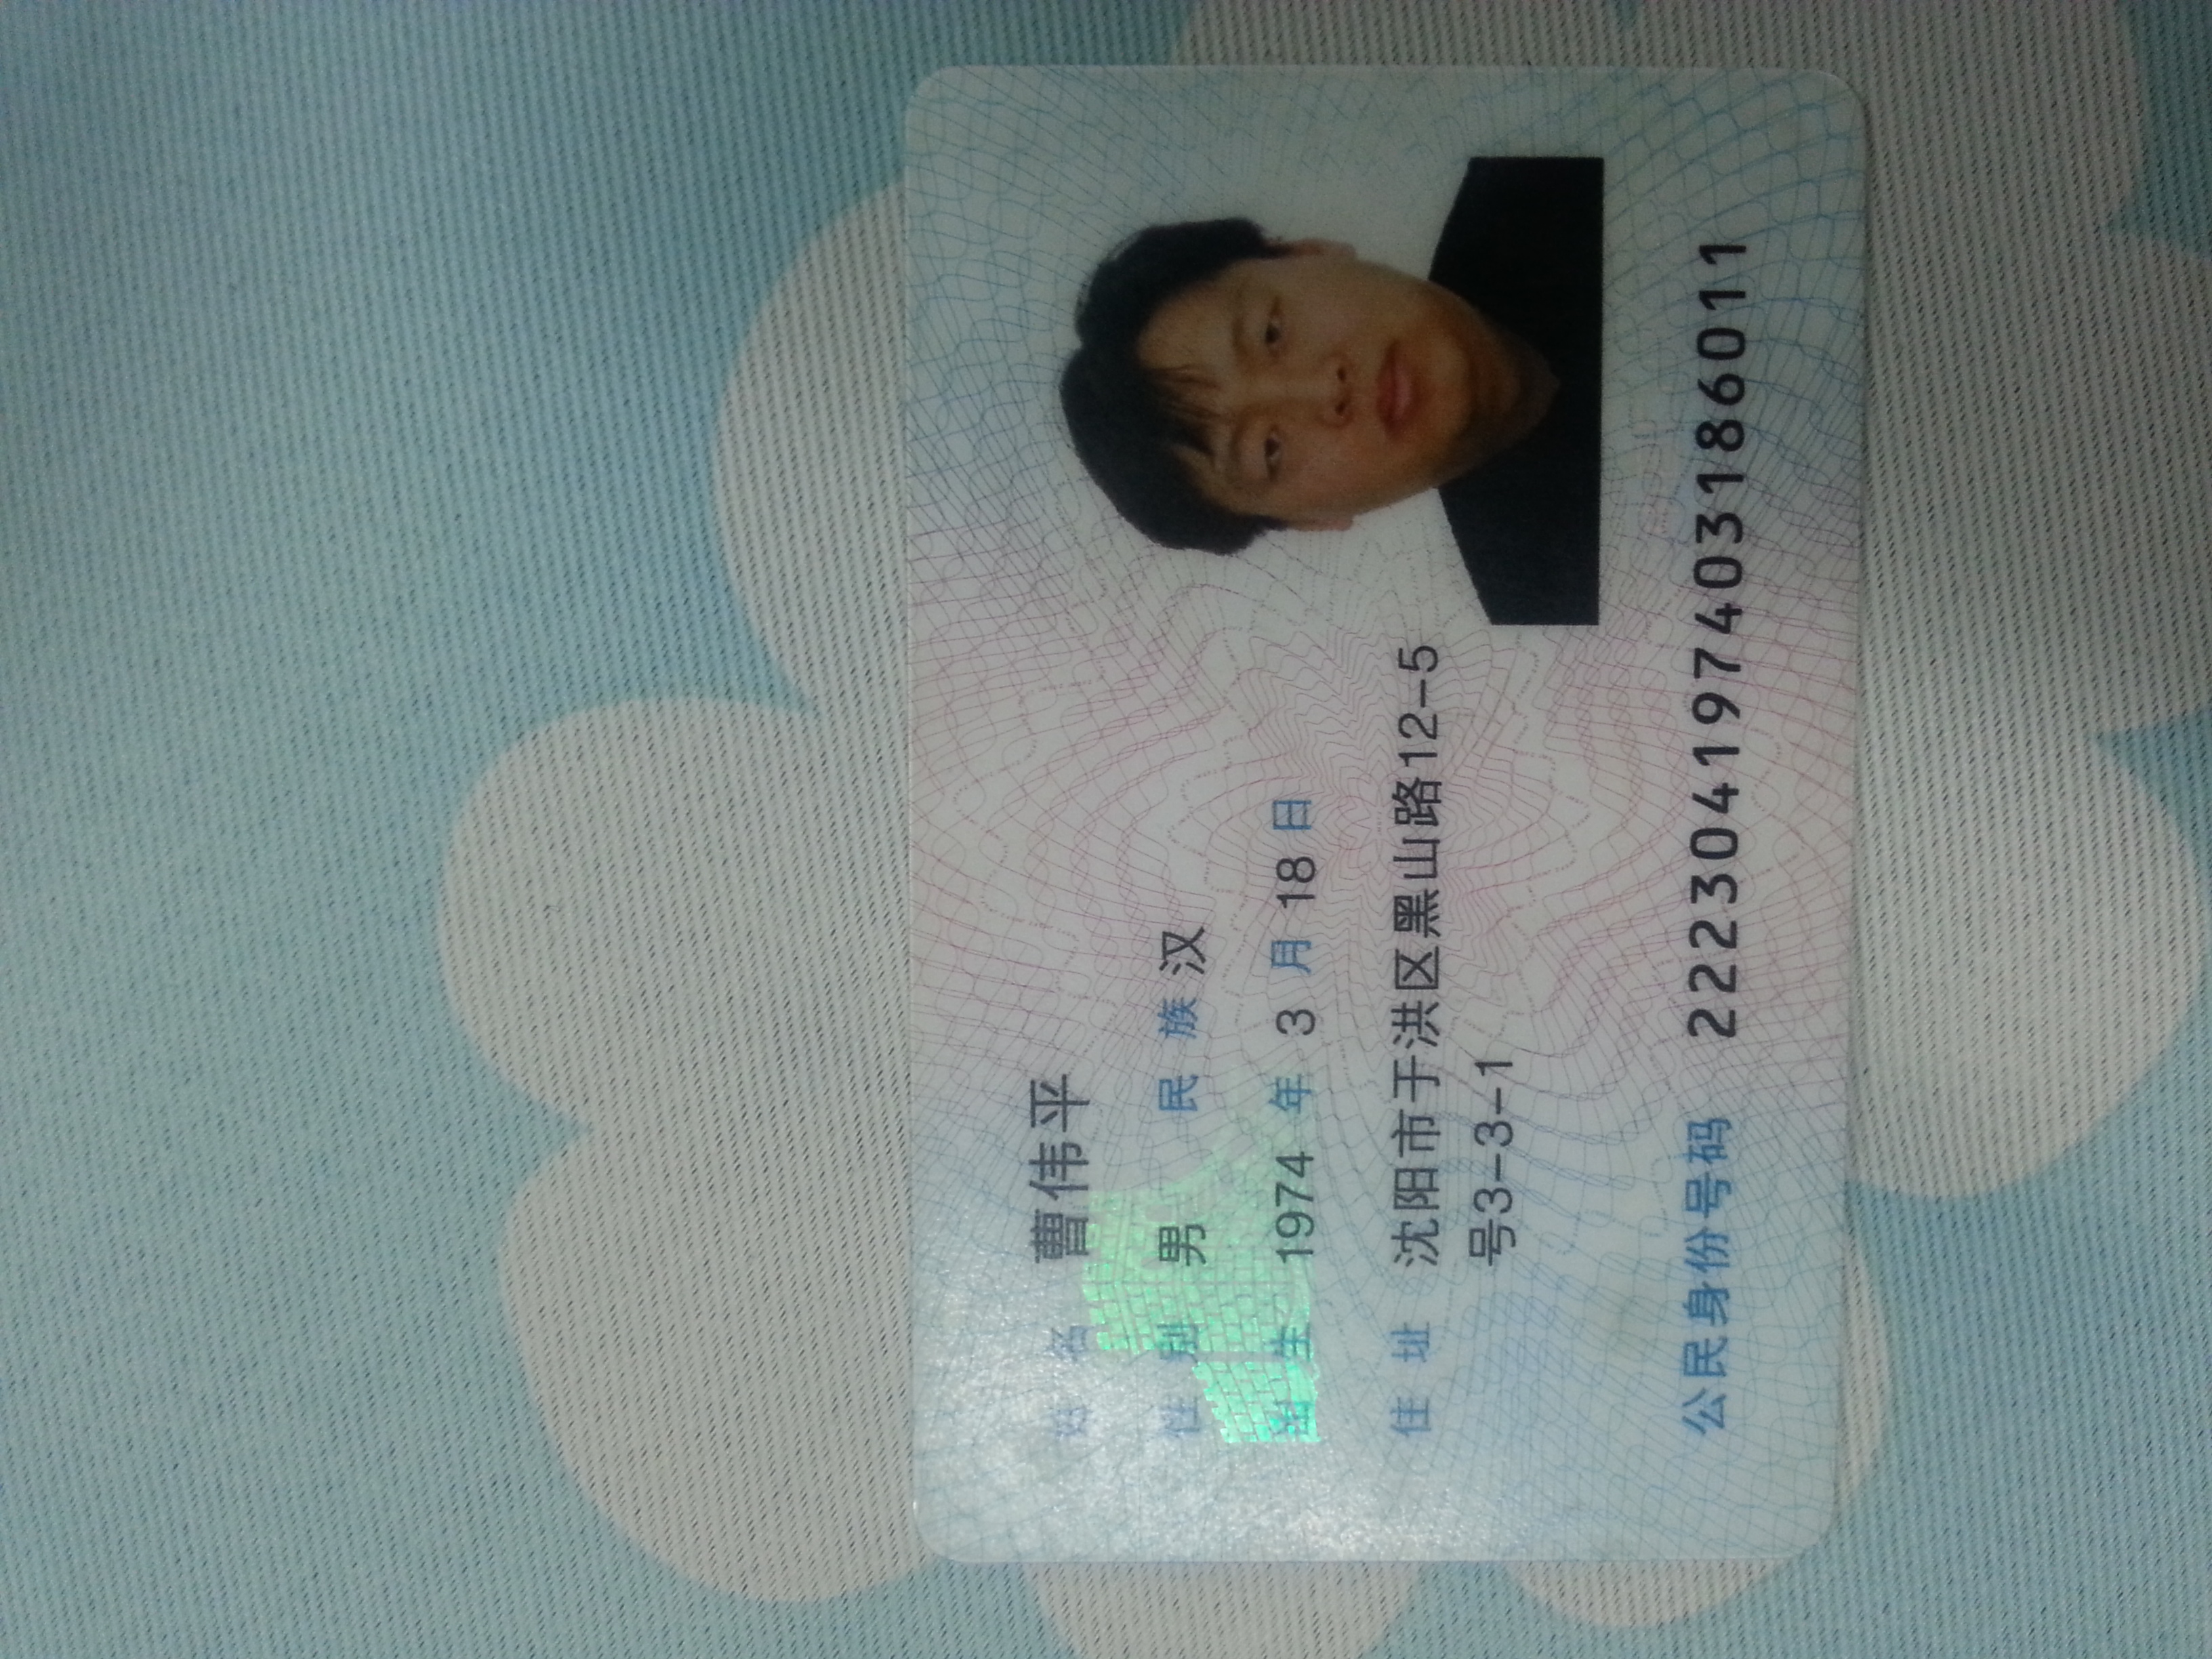 姓名 曹伟平
性别 男 民族 汉
出生 1974 年 3 月 18 日
住址 沈阳市于洪区黑山路12-5
号3-3-1
公民身份号码 222304197403186011